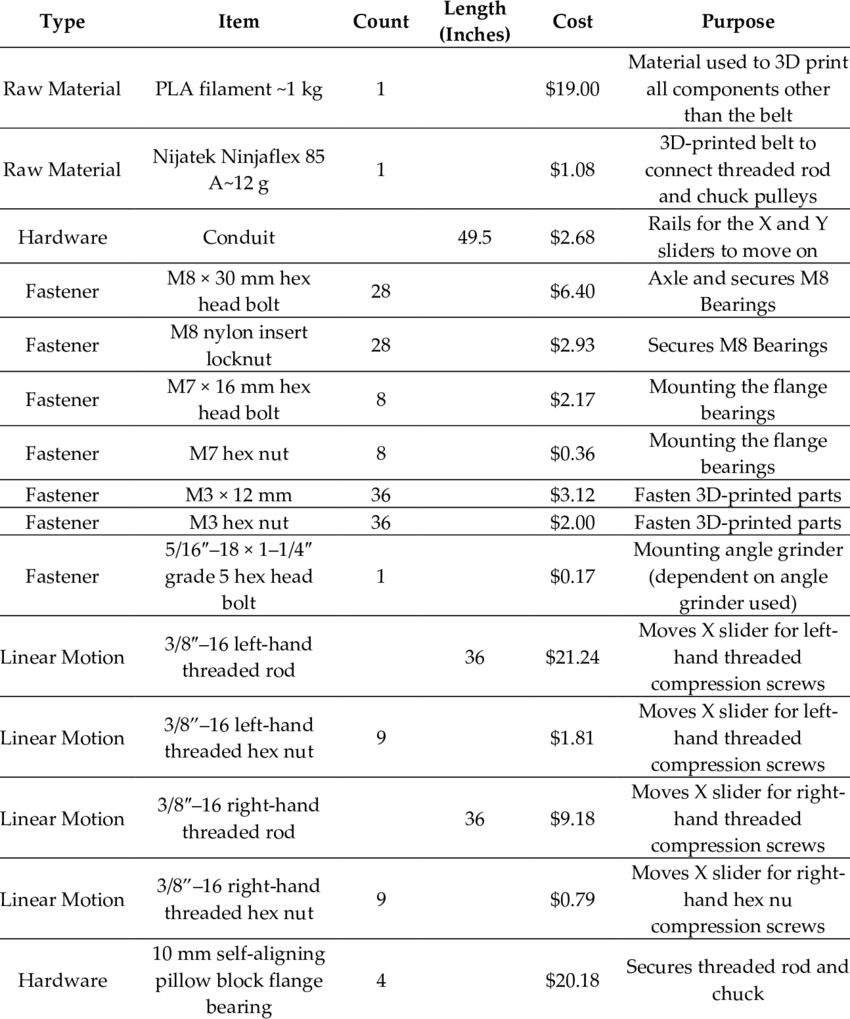 Type Item Count Length (Inches) Cost Purpose
Raw Material PLA filament ~1 kg 1 $19.00 Material used to 3D print all components other than the belt
Raw Material Nijatek Ninjaflex 85 A~12 g 1 $1.08 3D-printed belt to connect threaded rod and chuck pulleys
Hardware Conduit 49.5 $2.68 Rails for the X and Y sliders to move on
Fastener M8 × 30 mm hex head bolt 28 $6.40 Axle and secures M8 Bearings
Fastener M8 nylon insert locknut 28 $2.93 Secures M8 Bearings
Fastener M7 × 16 mm hex head bolt 8 $2.17 Mounting the flange bearings
Fastener M7 hex nut 8 $0.36 Mounting the flange bearings
Fastener M3 × 12 mm 36 $3.12 Fasten 3D-printed parts
Fastener M3 hex nut 36 $2.00 Fasten 3D-printed parts
Fastener 5/16″–18 × 1–1/4″ grade 5 hex head bolt 1 $0.17 Mounting angle grinder (dependent on angle grinder used)
Linear Motion 3/8″–16 left-hand threaded rod 36 $21.24 Moves X slider for left-hand threaded compression screws
Linear Motion 3/8″–16 left-hand threaded hex nut 9 $1.81 Moves X slider for left-hand threaded compression screws
Linear Motion 3/8″–16 right-hand threaded rod 36 $9.18 Moves X slider for right-hand threaded compression screws
Linear Motion 3/8″–16 right-hand threaded hex nut 9 $0.79 Moves X slider for right-hand hex nu compression screws
Hardware 10 mm self-aligning pillow block flange bearing 4 $20.18 Secures threaded rod and chuck